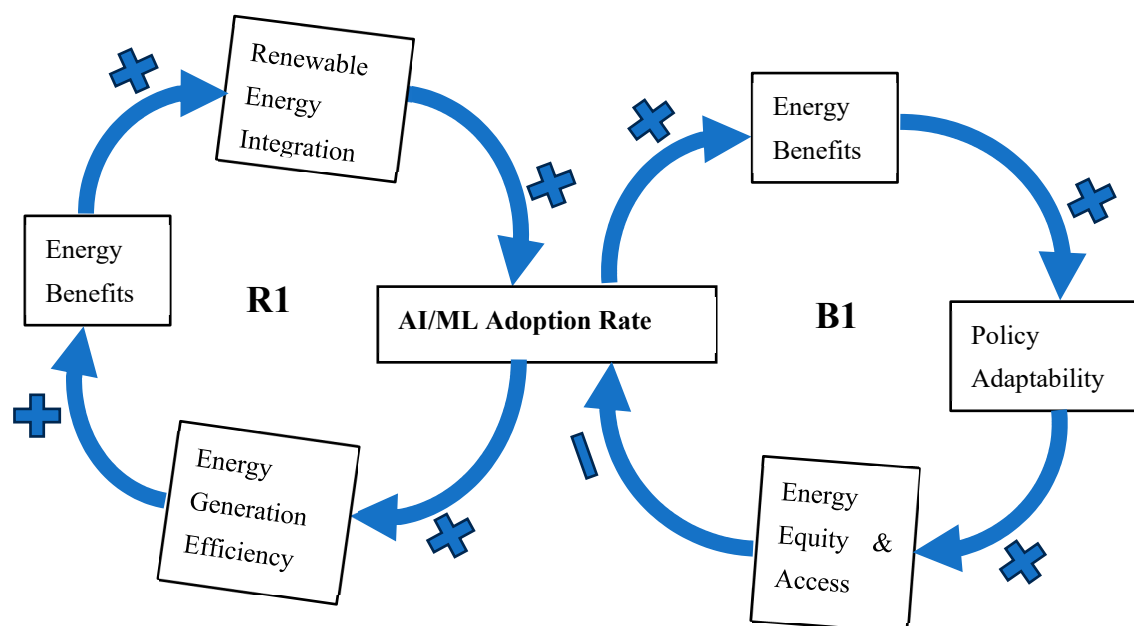 Renewable
Energy
Integration
Energy
Benefits
R1
Energy
Generation
Efficiency
AI/ML Adoption Rate
Energy
Benefits
B1
Policy
Adaptability
Energy
Equity &
Access